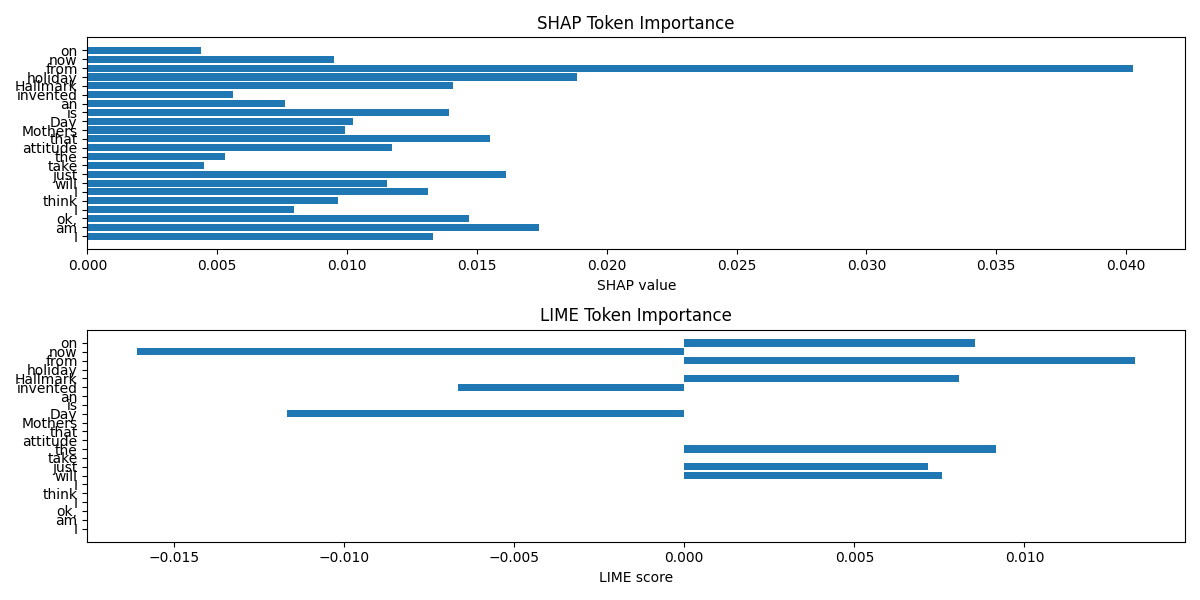 SHAP Token Importance
on
now
from
holiday
Hallmark
invented
an
is
Day
Mothers
that
attitude
the
take
just
will
I
think
I
ok,
am
I
0.000 0.005 0.010 0.015 0.020 0.025 0.030 0.035 0.040
SHAP value
LIME Token Importance
on
now
from
holiday
Hallmark
invented
an
is
Day
Mothers
that
attitude
the
take
just
will
I
think
I
ok,
am
I
−0.015 −0.010 −0.005 0.000 0.005 0.010
LIME score